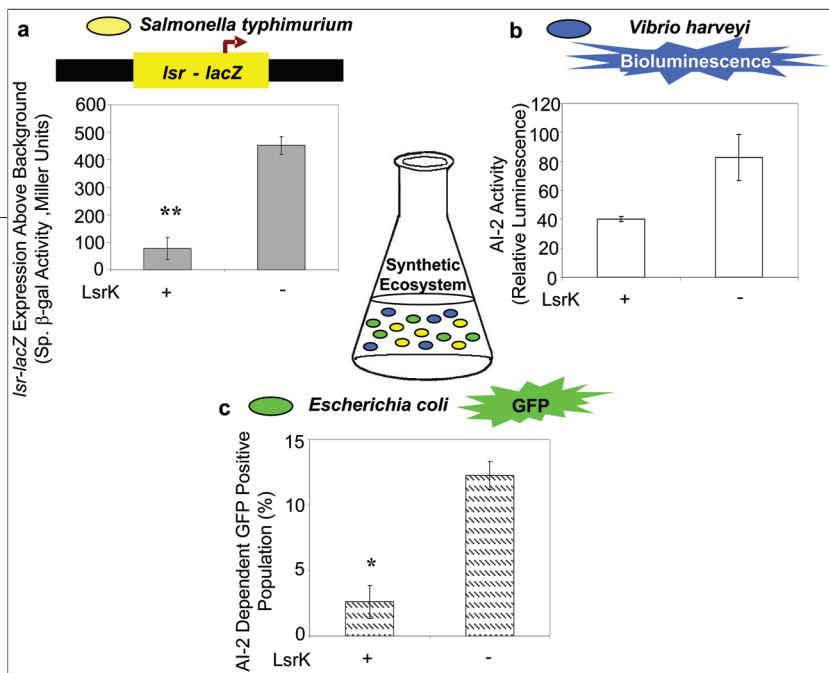 a
Salmonella typhimurium
lsr - lacZ
lsr-lacZ Expression Above Background
(Sp. β-gal Activity ,Miller Units)
600
500
400
300
200
100
0
**
LsrK
+
-
b
Vibrio harveyi
Bioluminescence
AI-2 Activity
(Relative Luminescence)
120
100
80
60
40
20
0
LsrK
+
-
Synthetic
Ecosystem
c
Escherichia coli
GFP
AI-2 Dependent GFP Positive
Population (%)
15
10
5
0
*
LsrK
+
-